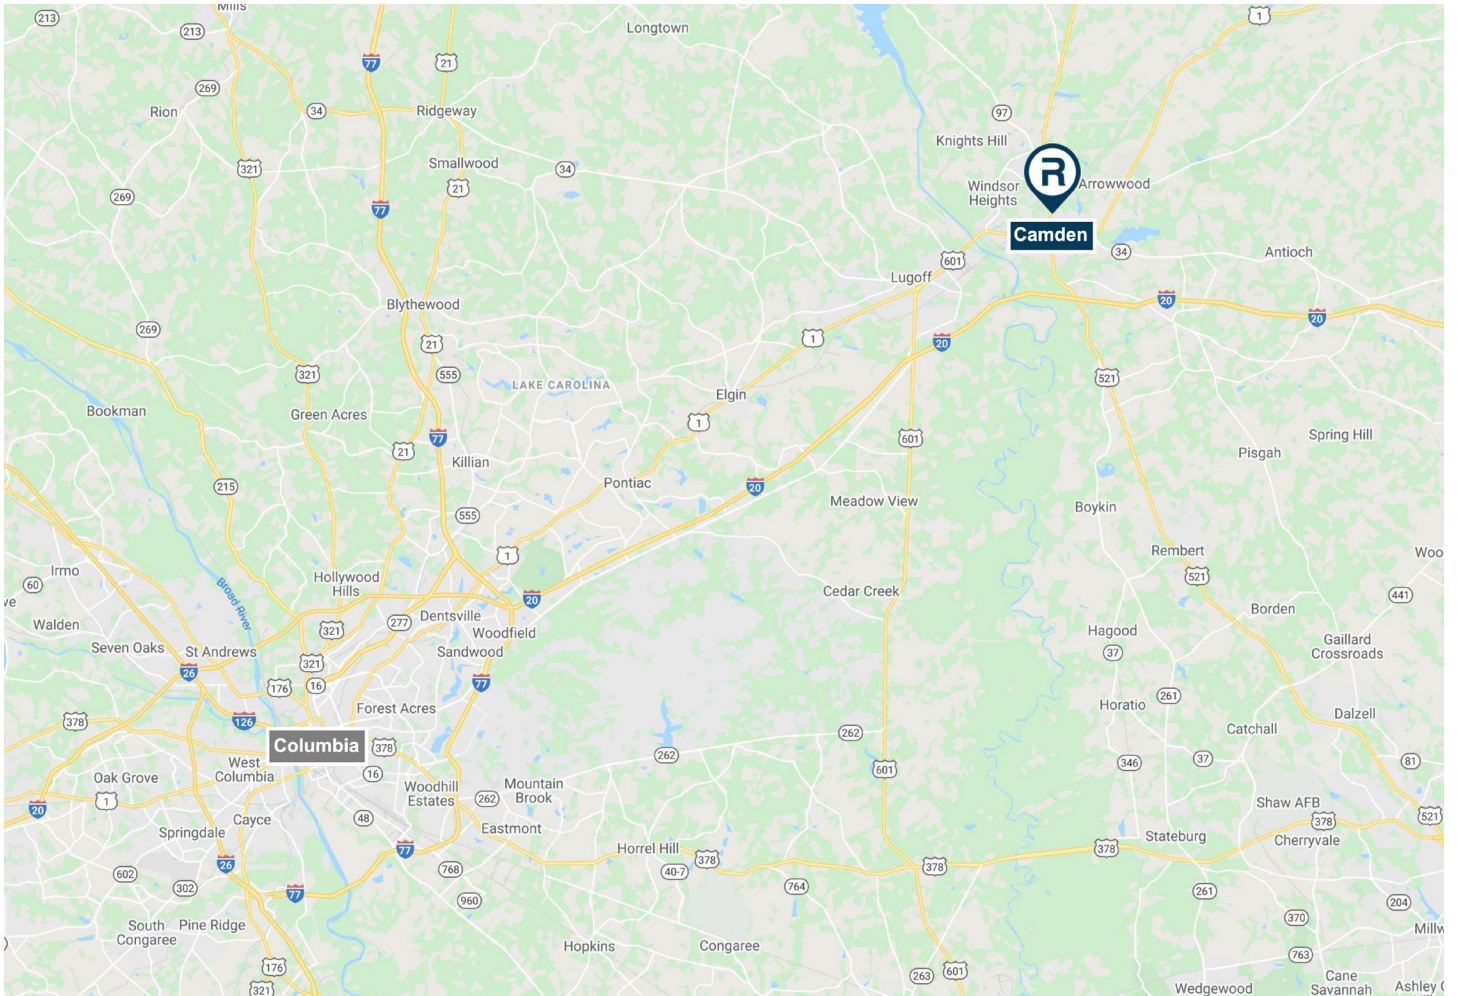 Mills
213
213
77
21
Longtown
1
269
Rion
34
Ridgeway
97
Knights Hill
321
Smallwood
34
R
269
21
Windsor
Heights
Arrowwood
77
Camden
34
Antioch
601
Lugoff
Blythewood
20
20
269
21
1
20
321
555
LAKE CAROLINA
521
Elgin
Bookman
Green Acres
1
77
601
Spring Hill
21
Killian
Pisgah
215
Pontiac
20
Meadow View
Boykin
555
1
Rembert
Woo
Irmo
Hollywood
Hills
521
60
Broad River
20
Cedar Creek
441
ve
Walden
277
Dentsville
Borden
321
Woodfield
Hagood
Gaillard
Crossroads
Seven Oaks
St Andrews
Sandwood
37
321
26
176
16
77
261
Forest Acres
Horatio
Dalzell
378
126
262
Catchall
Columbia
378
262
346
37
81
West
Columbia
16
601
Oak Grove
Woodhill
Estates
Mountain
Brook
1
262
Shaw AFB
20
48
Cayce
521
Springdale
Eastmont
378
Stateburg
Cherryvale
77
Horrel Hill
378
378
378
26
768
40-7
602
302
77
764
261
960
204
South
Congaree
Pine Ridge
370
Millw
Hopkins
Congaree
763
176
263
601
Cane
Savannah
321
Wedgewood
Ashley